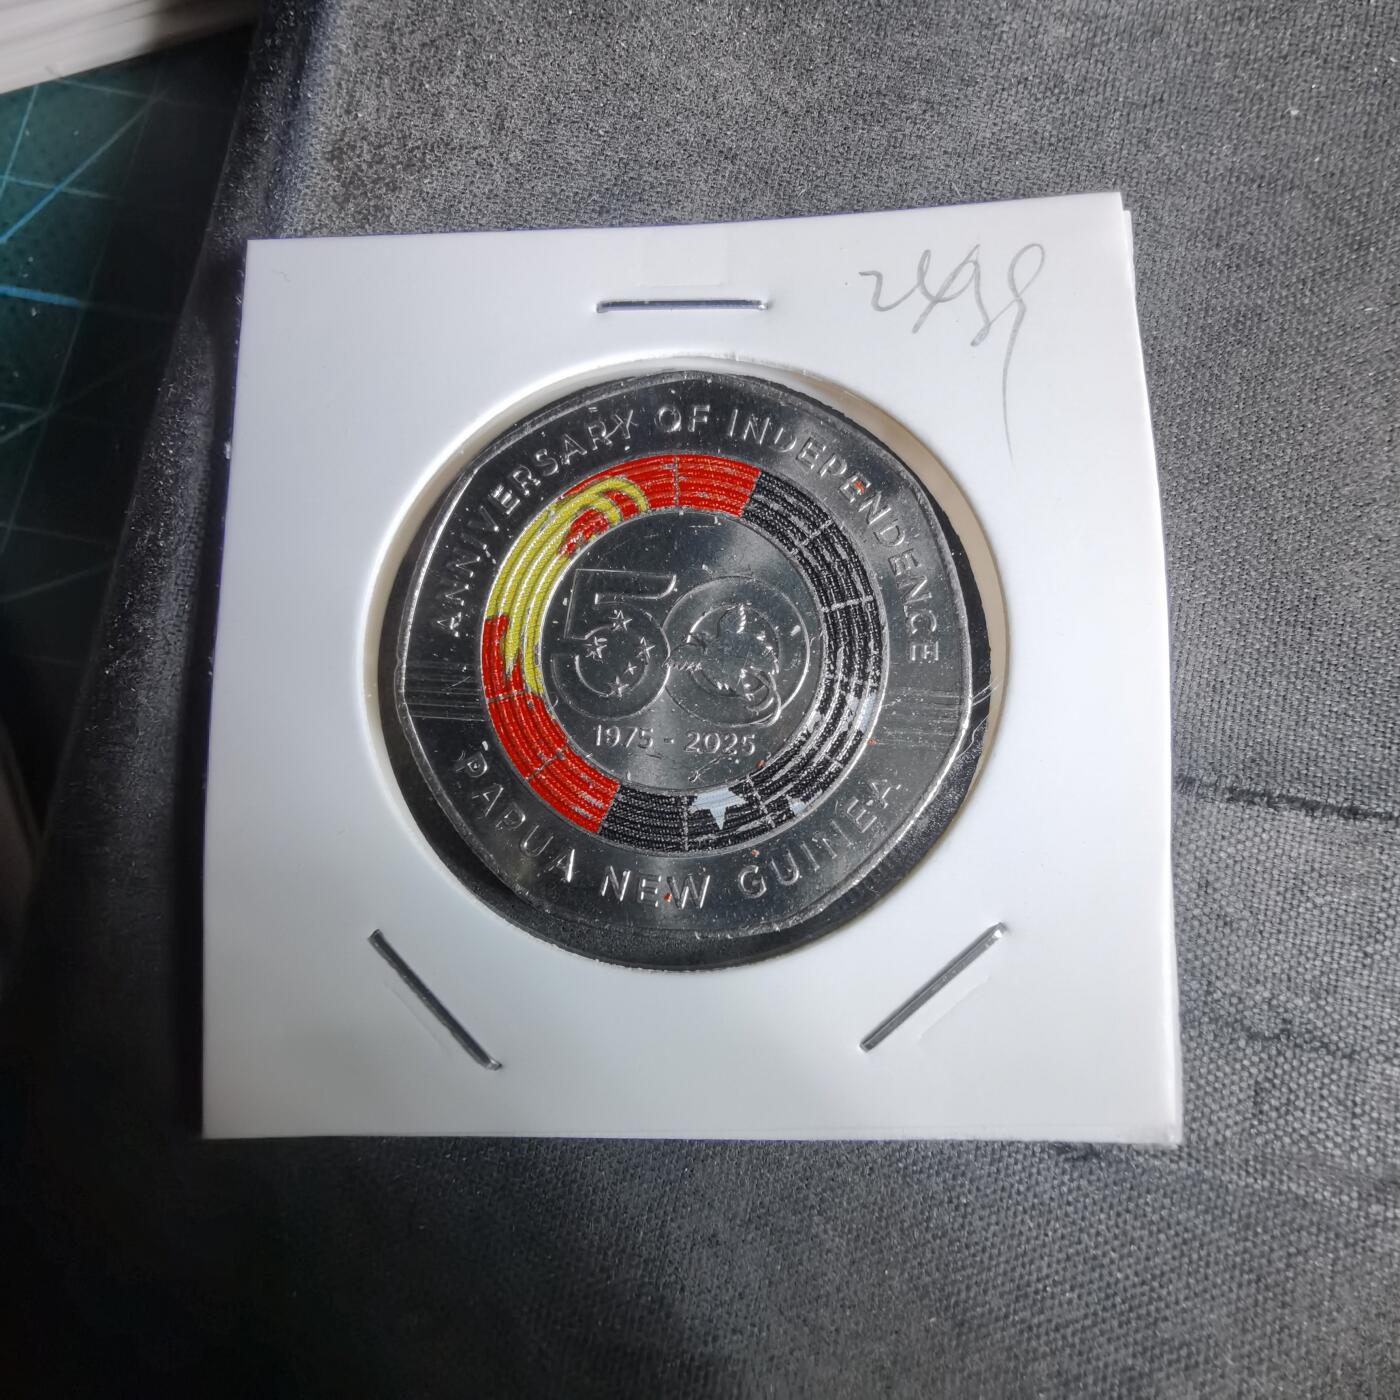 ANNIVERSARY OF INDEPENDENCE
50
1975 - 2025
PAPUA NEW GUINEA